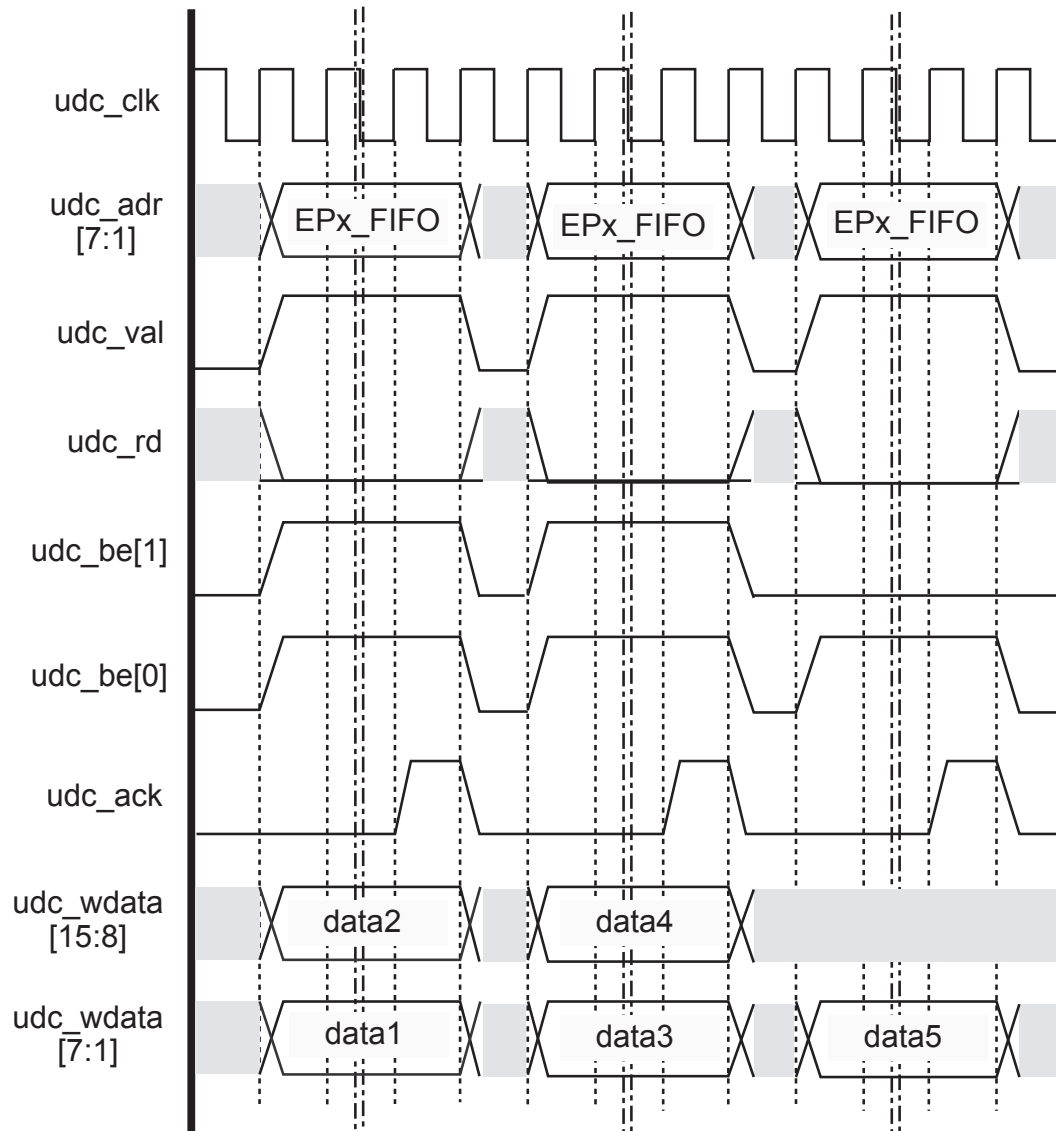 udc_clk
udc_adr
[7:1]
EPx_FIFO EPx_FIFO EPx_FIFO
udc_val
udc_rd
udc_be[1]
udc_be[0]
udc_ack
udc_wdata
[15:8]
data2 data4
udc_wdata
[7:1]
data1 data3 data5